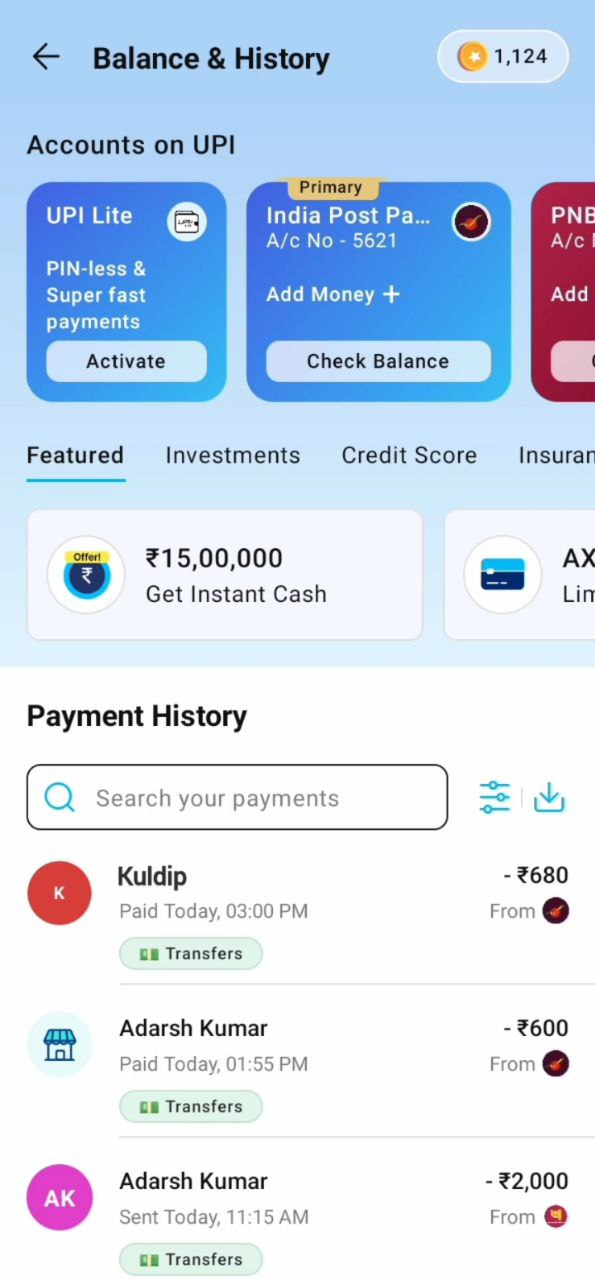 Balance & History
1,124
Accounts on UPI
UPI Lite
PIN-less &
Super fast
payments
Activate
Primary
India Post Pa...
A/c No - 5621
Add Money +
Check Balance
PNB
A/c
Add
Featured
Investments
Credit Score
Insuran
Offer!
₹
₹15,00,000
Get Instant Cash
AX
Lim
Payment History
Search your payments
K
Kuldip
- ₹680
Paid Today, 03:00 PM
From
Transfers
Adarsh Kumar
- ₹600
Paid Today, 01:55 PM
From
Transfers
AK
Adarsh Kumar
- ₹2,000
Sent Today, 11:15 AM
From
Transfers